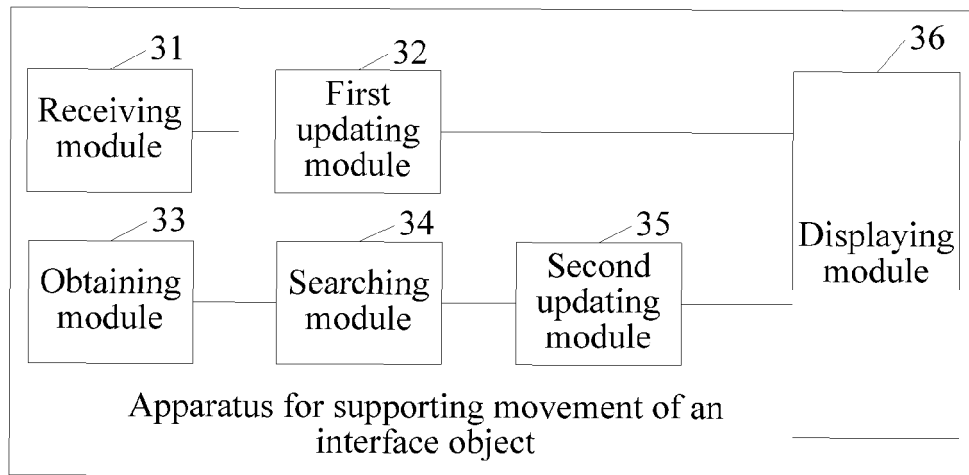 31
32
36
Receiving
module
First
updating
module
33
34
35
Obtaining
module
Searching
module
Second
updating
module
Displaying
module
Apparatus for supporting movement of an
interface object